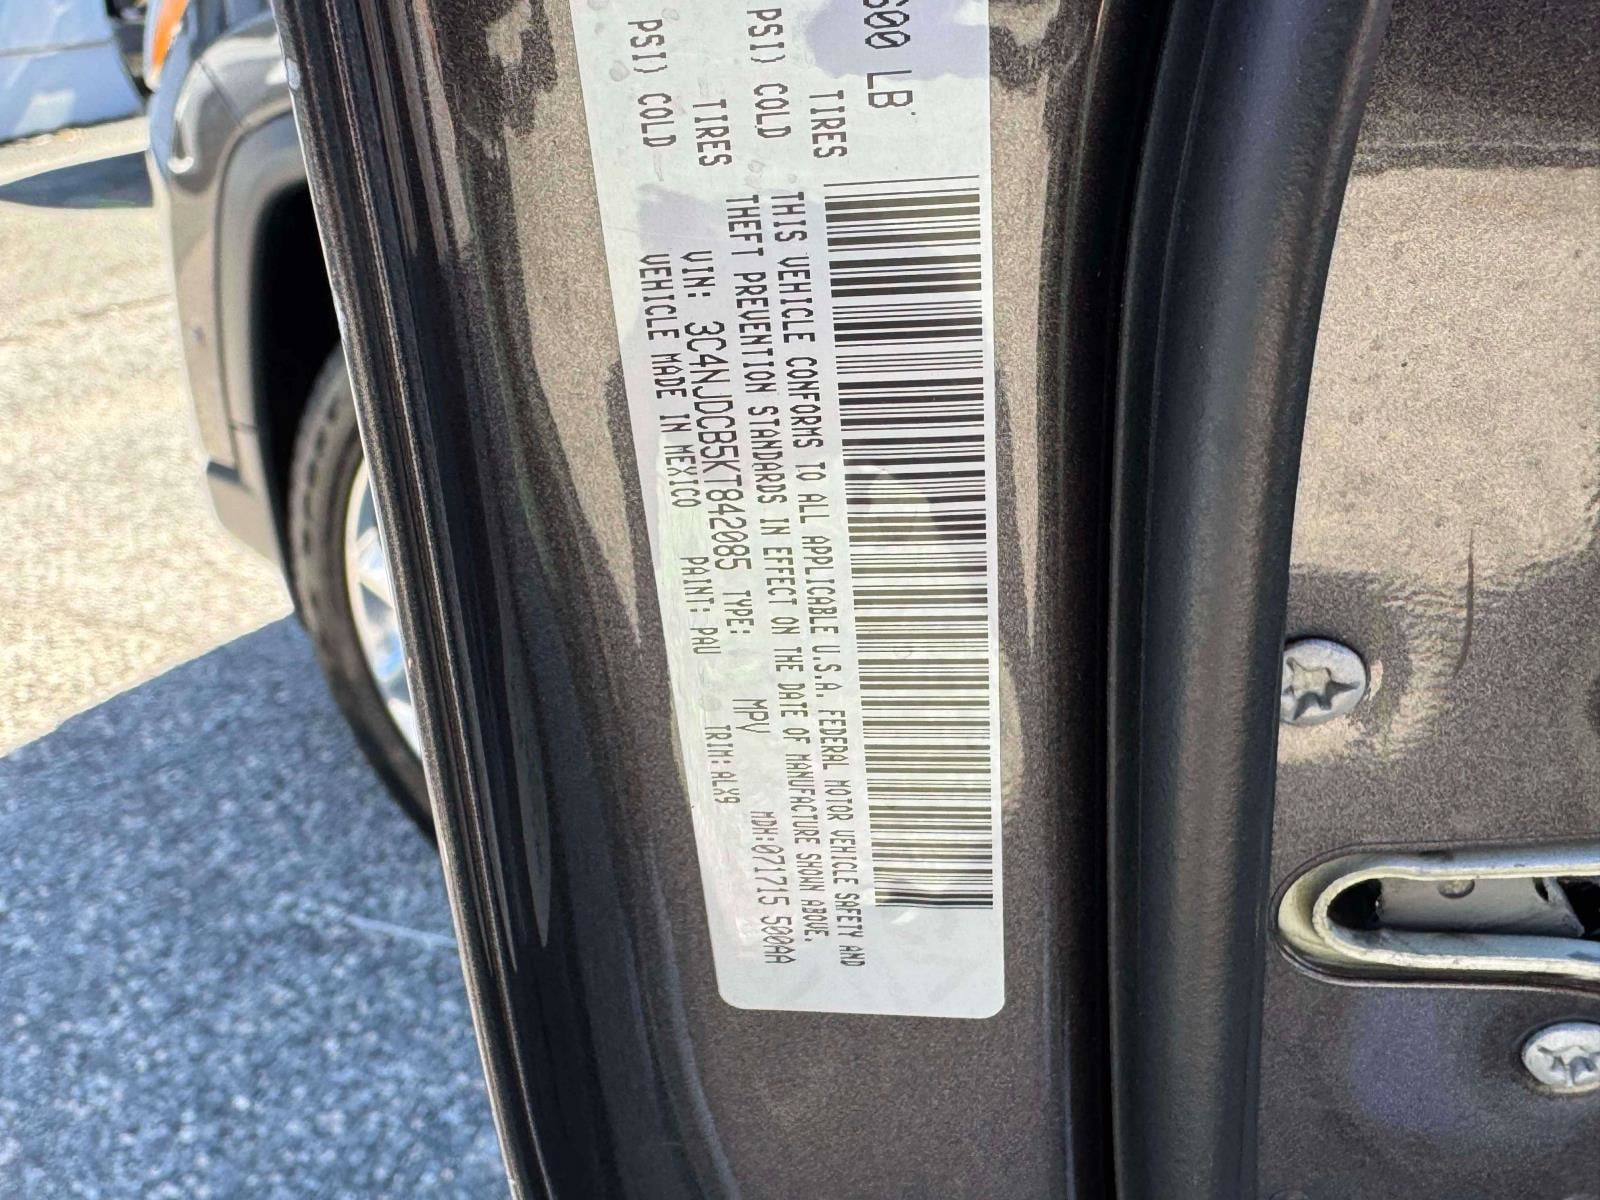 600 LB
TIRES
PSI) COLD
TIRES
PSI) COLD
THIS VEHICLE CONFORMS TO ALL APPLICABLE U.S.A. FEDERAL MOTOR VEHICLE SAFETY AND
THEFT PREVENTION STANDARDS IN EFFECT ON THE DATE OF MANUFACTURE SHOWN ABOVE.
VIN: 3C4NJDCB5KT842085 TYPE: MPV MDH:071715 500AA
VEHICLE MADE IN MEXICO PAINT: PAU TRIM:ALX9